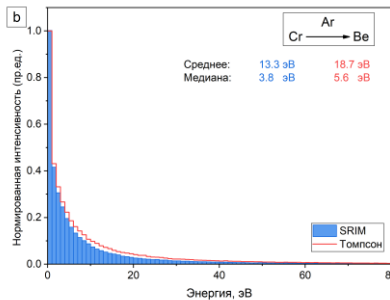 b
Ar
Cr → Be
Среднее: 13.3 эВ 18.7 эВ
Медиана: 3.8 эВ 5.6 эВ
Нормированная интенсивность (пр.ед.)
1.0
0.8
0.6
0.4
0.2
0.0
SRIM
Томпсон
0 20 40 60
Энергия, эВ